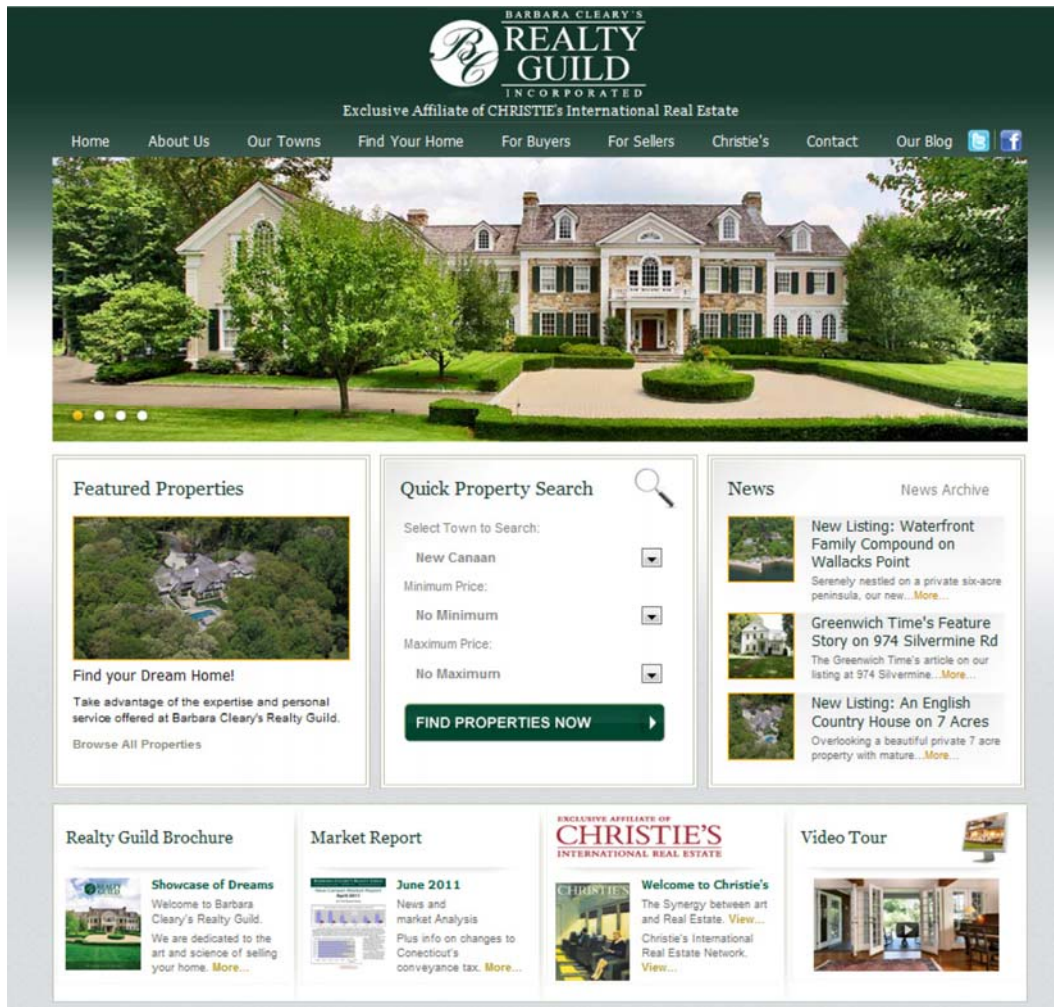 BARBARA CLEARY'S
REALTY
GUILD
INCORPORATED
Exclusive Affiliate of CHRISTIE's International Real Estate
Home About Us Our Towns Find Your Home For Buyers For Sellers Christie's Contact Our Blog
Featured Properties
Find your Dream Home!
Take advantage of the expertise and personal
service offered at Barbara Cleary's Realty Guild.
Browse All Properties
Quick Property Search
Select Town to Search:
New Canaan
Minimum Price:
No Minimum
Maximum Price:
No Maximum
FIND PROPERTIES NOW
News News Archive
New Listing: Waterfront
Family Compound on
Wallacks Point
Serenely nestled on a private six-acre
peninsula, our new...More...
Greenwich Time's Feature
Story on 974 Silvermine Rd
The Greenwich Time's article on our
listing at 974 Silvermine...More...
New Listing: An English
Country House on 7 Acres
Overlooking a beautiful private 7 acre
property with mature...More...
Realty Guild Brochure
REALTY
GUILD
Showcase of Dreams
Welcome to Barbara
Cleary's Realty Guild.
We are dedicated to the
art and science of selling
your home. More...
Market Report
April 2011
June 2011
News and
market Analysis
Plus info on changes to
Conecticut's
conveyance tax. More...
EXCLUSIVE AFFILIATE OF
CHRISTIE'S
INTERNATIONAL REAL ESTATE
CHRISTIE'S
Welcome to Christie's
The Synergy between art
and Real Estate. View...
Christie's International
Real Estate Network.
View...
Video Tour